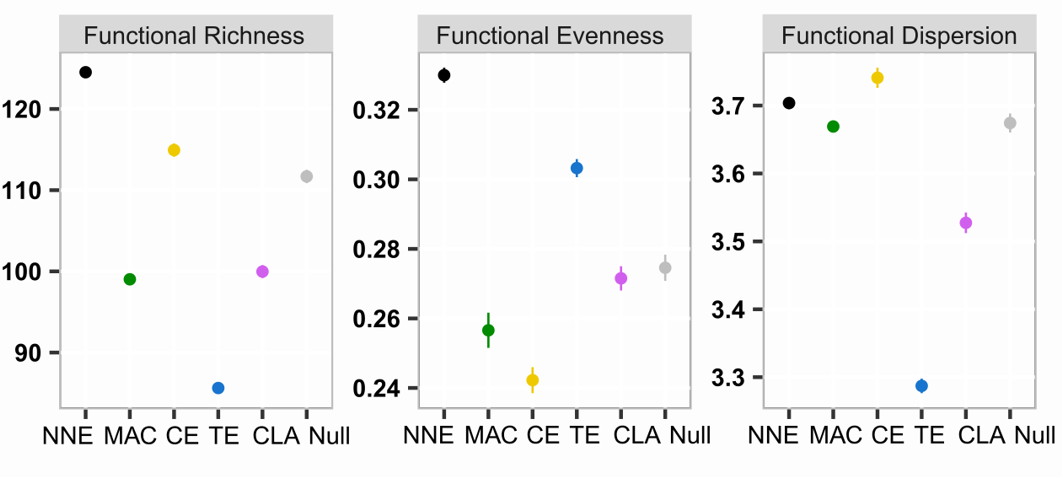 Functional Richness
120
110
100
90
NNE MAC CE TE CLA Null
Functional Evenness
0.32
0.30
0.28
0.26
0.24
NNE MAC CE TE CLA Null
Functional Dispersion
3.7
3.6
3.5
3.4
3.3
NNE MAC CE TE CLA Null